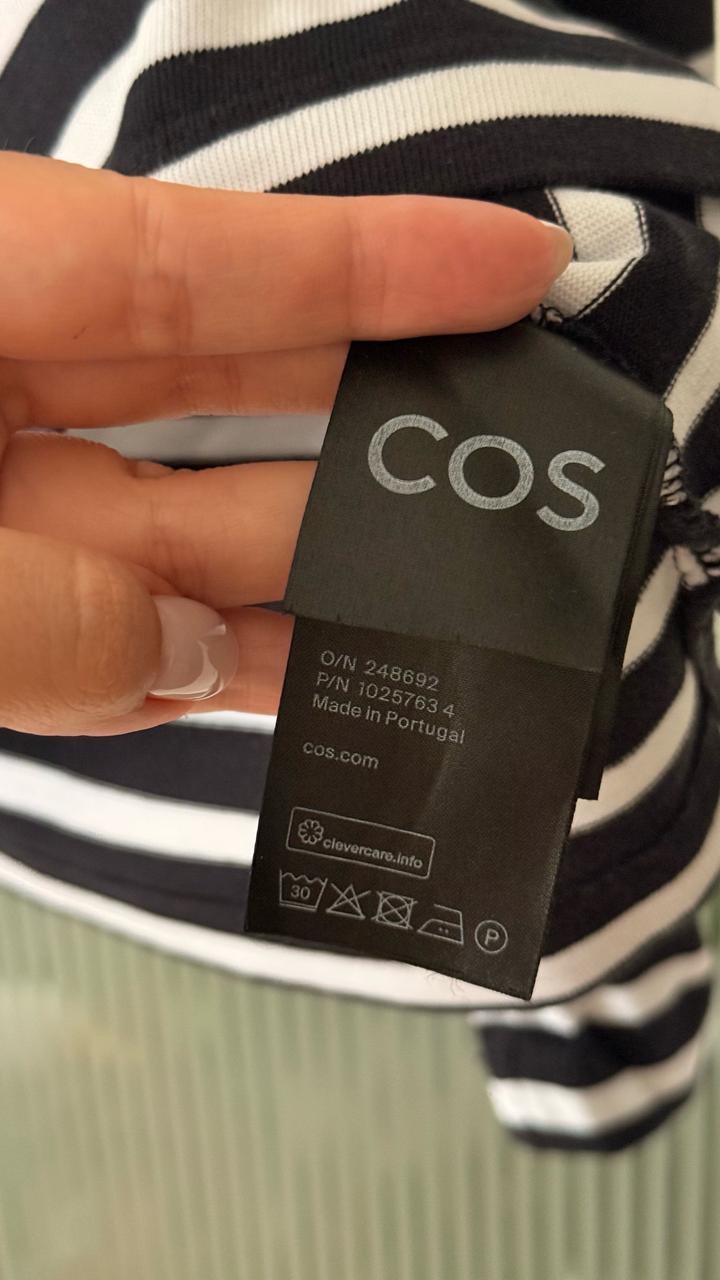 COS
O/N 248692
P/N 1025763 4
Made in Portugal
cos.com
clevercare.info
30
P